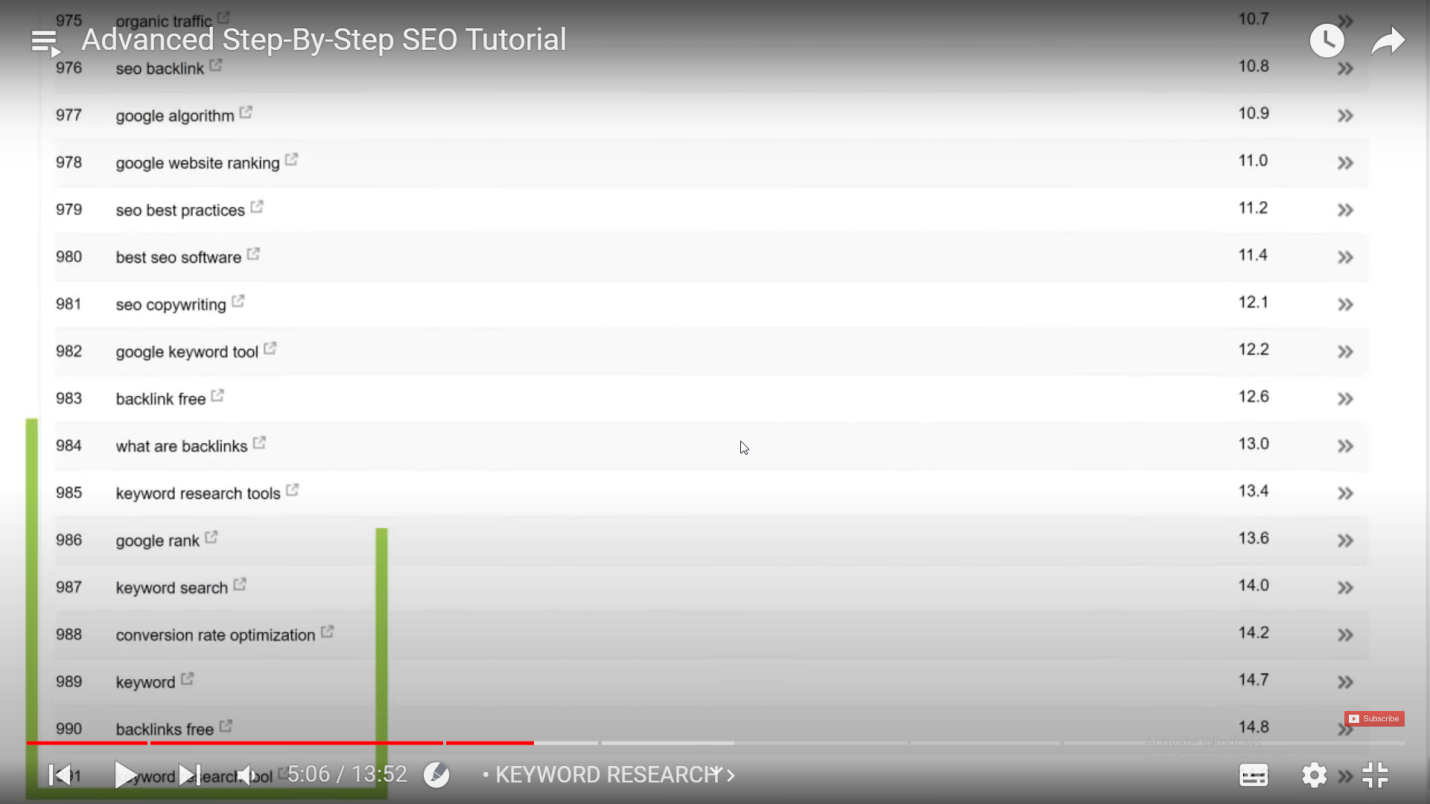 975 organic traffic 10.7
Advanced Step-By-Step SEO Tutorial
976 seo backlink 10.8
977 google algorithm 10.9
978 google website ranking 11.0
979 seo best practices 11.2
980 best seo software 11.4
981 seo copywriting 12.1
982 google keyword tool 12.2
983 backlink free 12.6
984 what are backlinks 13.0
985 keyword research tools 13.4
986 google rank 13.6
987 keyword search 14.0
988 conversion rate optimization 14.2
989 keyword 14.7
Subscribe
990 backlinks free 14.8
Activate Windows
5:06 / 13:52 • KEYWORD RESEARCH